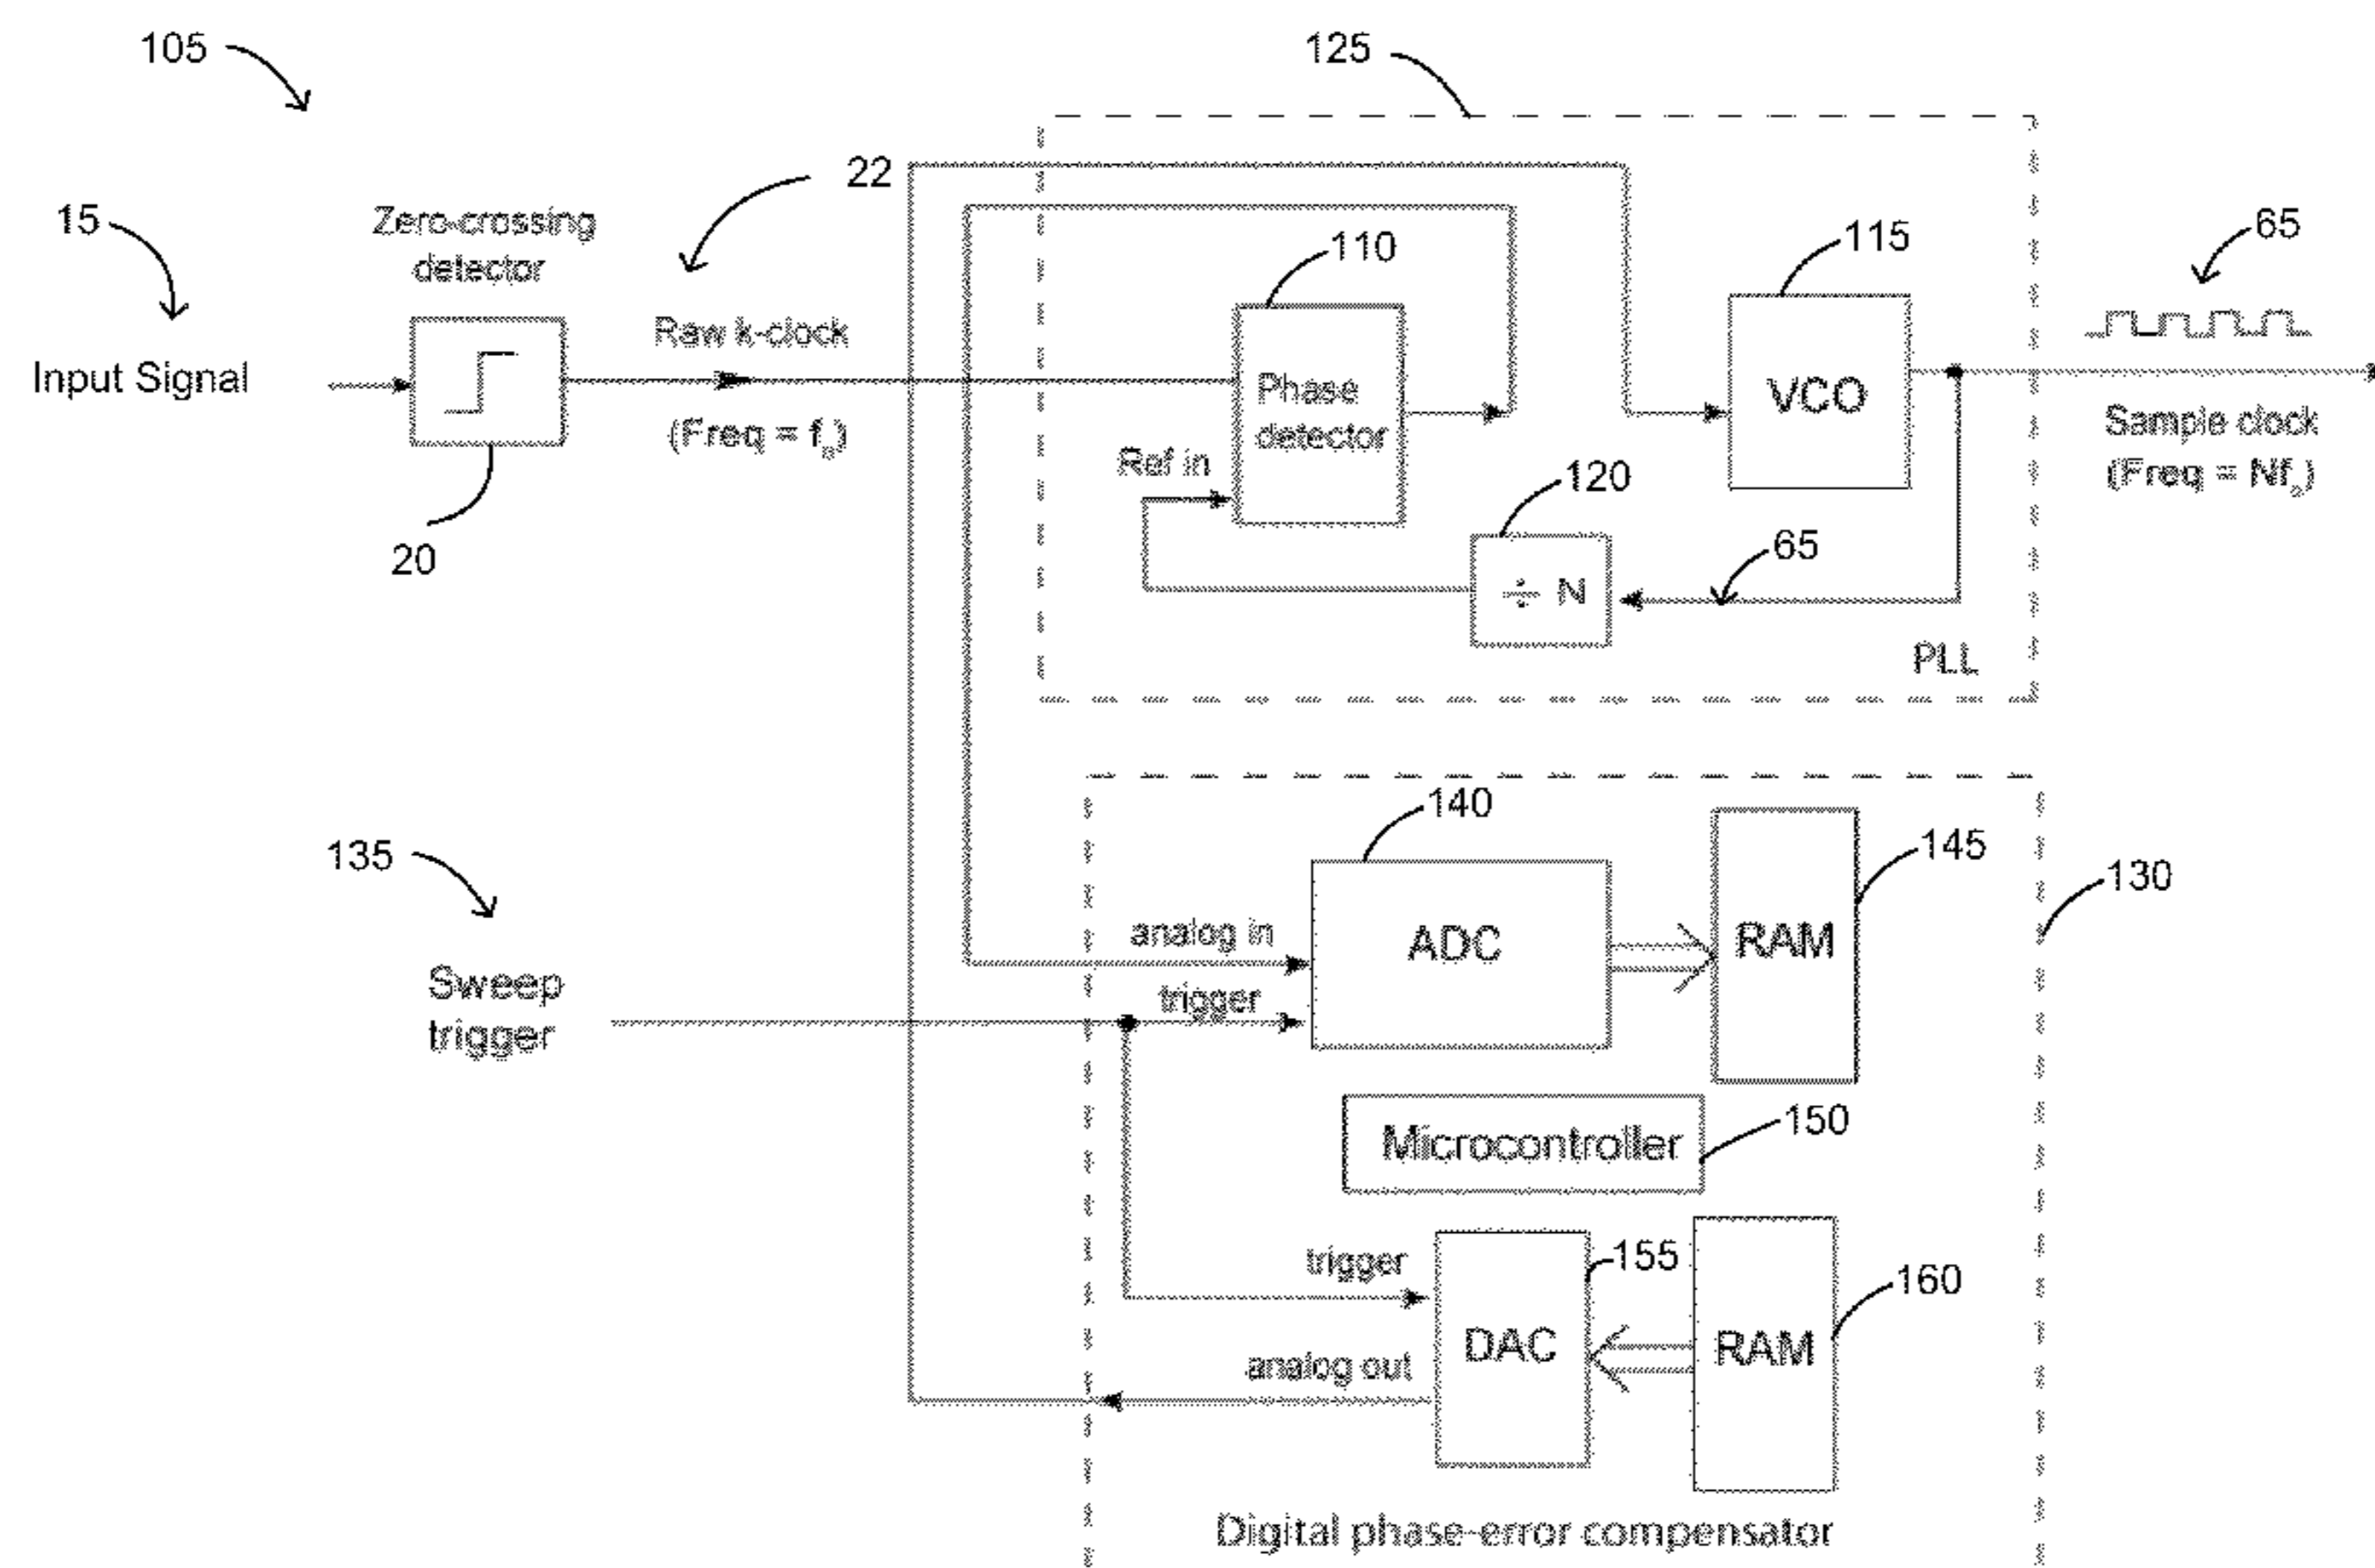 105
125
22
15
Zero-crossing
detector
110
115
65
Input Signal
Raw k-clock
(Freq = fo)
Phase
detector
VCO
Sample clock
(Freq = Nfo)
Ref in
120
20
÷ N
65
PLL
140
145
135
130
analog in
ADC
RAM
Sweep
trigger
trigger
Microcontroller
150
trigger
155
160
DAC
RAM
analog out
Digital phase-error compensator